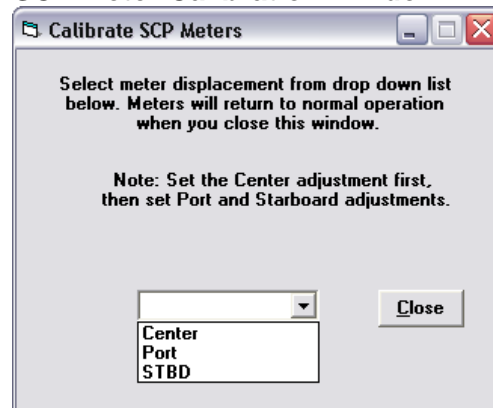 Calibrate SCP Meters
Select meter displacement from drop down list
below. Meters will return to normal operation
when you close this window.
Note: Set the Center adjustment first,
then set Port and Starboard adjustments.
Close
Center
Port
STBD